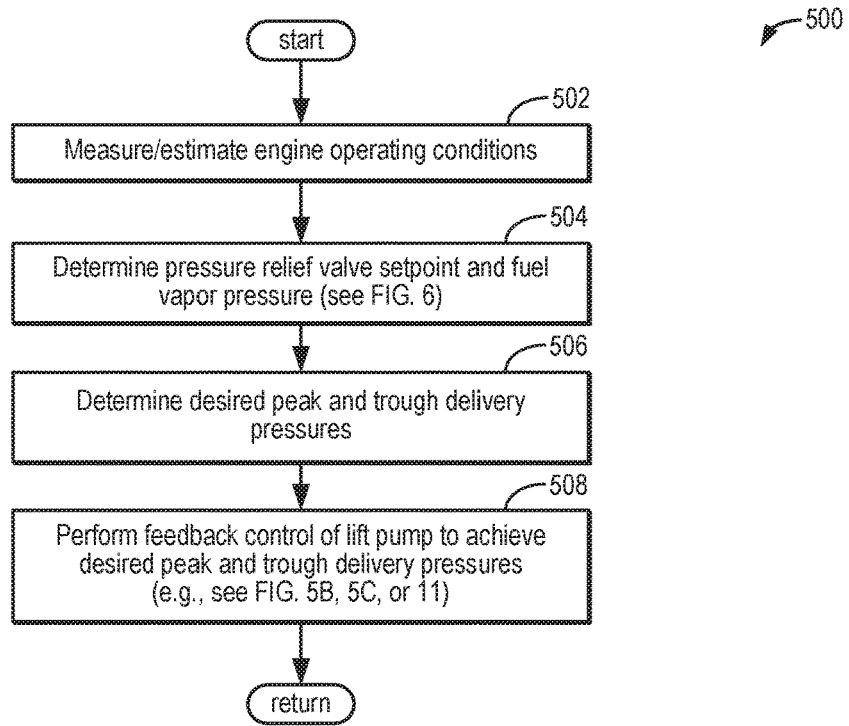 start
500
502
Measure/estimate engine operating conditions
504
Determine pressure relief valve setpoint and fuel
vapor pressure (see FIG. 6)
506
Determine desired peak and trough delivery
pressures
508
Perform feedback control of lift pump to achieve
desired peak and trough delivery pressures
(e.g., see FIG. 5B, 5C, or 11)
return